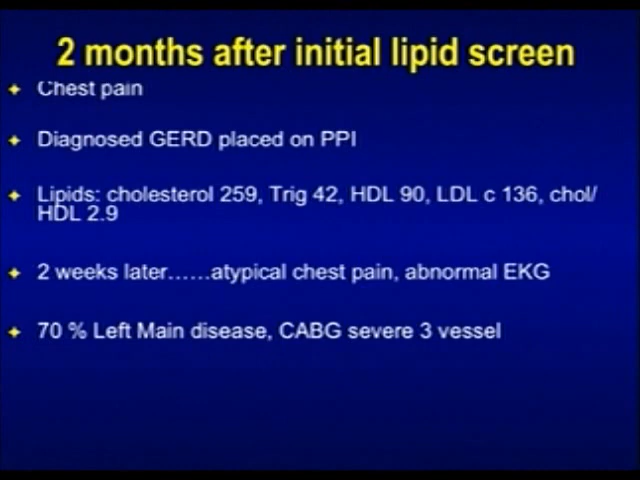 2 months after initial lipid screen
Chest pain
Diagnosed GERD placed on PPI
Lipids: cholesterol 259, Trig 42, HDL 90, LDL c 136, chol/
HDL 2.9
2 weeks later......atypical chest pain, abnormal EKG
70 % Left Main disease, CABG severe 3 vessel